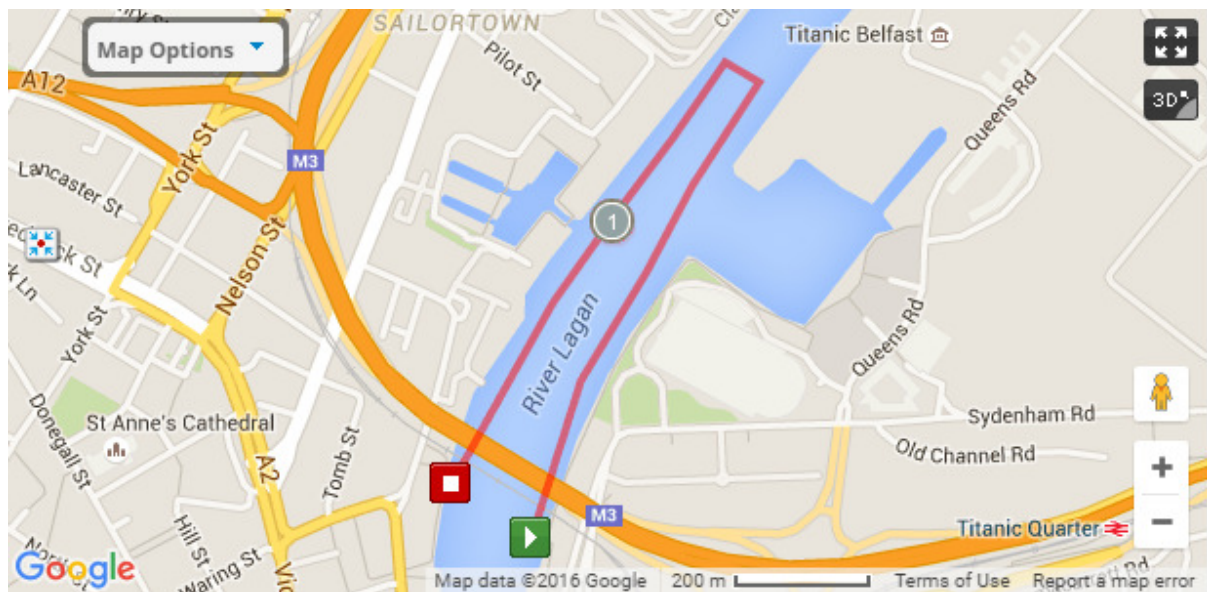 SAILORTOWN
Map Options
Titanic Belfast
A12
Pilot St
3D
York St
Queens Rd
M3
Lancaster St
1
Nelson St
York St
River Lagan
Queens Rd
Donegall St
St Anne's Cathedral
Sydenham Rd
Old Channel Rd
A2
Tomb St
Hill St
M3
Titanic Quarter
Waring St
Google
Map data ©2016 Google
200 m
Terms of Use
Report a map error